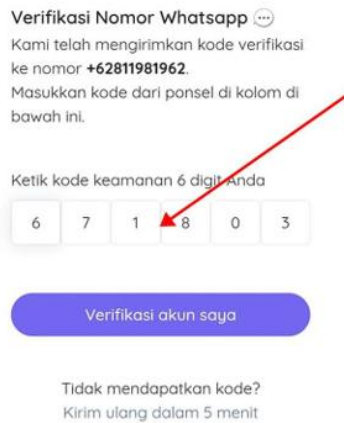 Verifikasi Nomor Whatsapp
Kami telah mengirimkan kode verifikasi
ke nomor +62811981962.
Masukkan kode dari ponsel di kolom di
bawah ini.
Ketik kode keamanan 6 digit Anda
6 7 1 8 0 3
Verifikasi akun saya
Tidak mendapatkan kode?
Kirim ulang dalam 5 menit